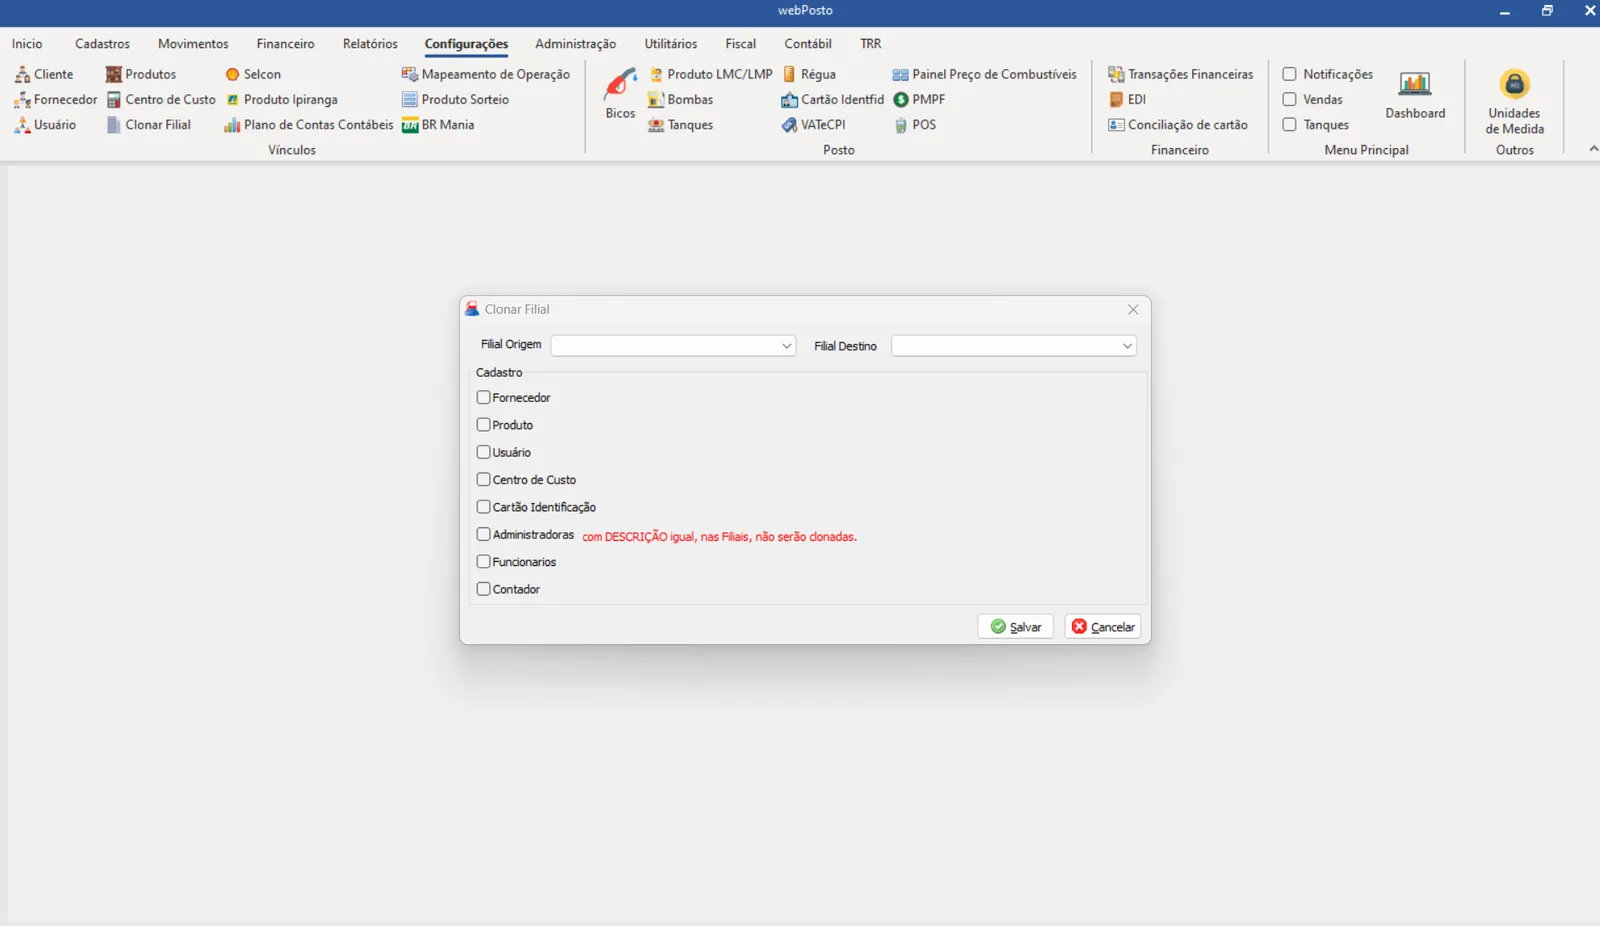 webPosto
Inicio Cadastros Movimentos Financeiro Relatórios Configurações Administração Utilitários Fiscal Contábil TRR
Cliente Produtos Selcon Mapeamento de Operação
Fornecedor Centro de Custo Produto Ipiranga Produto Sorteio
Usuário Clonar Filial Plano de Contas Contábeis BR BR Mania
Vínculos
Bicos
Produto LMC/LMP Régua Painel Preço de Combustíveis
Bombas Cartão Identfid PMPF
Tanques VATeCPI POS
Posto
Transações Financeiras
EDI
Conciliação de cartão
Financeiro
Notificações
Vendas
Tanques
Dashboard
Menu Principal
KG
Unidades
de Medida
Outros
Clonar Filial
Filial Origem Filial Destino
Cadastro
Fornecedor
Produto
Usuário
Centro de Custo
Cartão Identificação
Administradoras com DESCRIÇÃO igual, nas Filiais, não serão clonadas.
Funcionarios
Contador
Salvar Cancelar